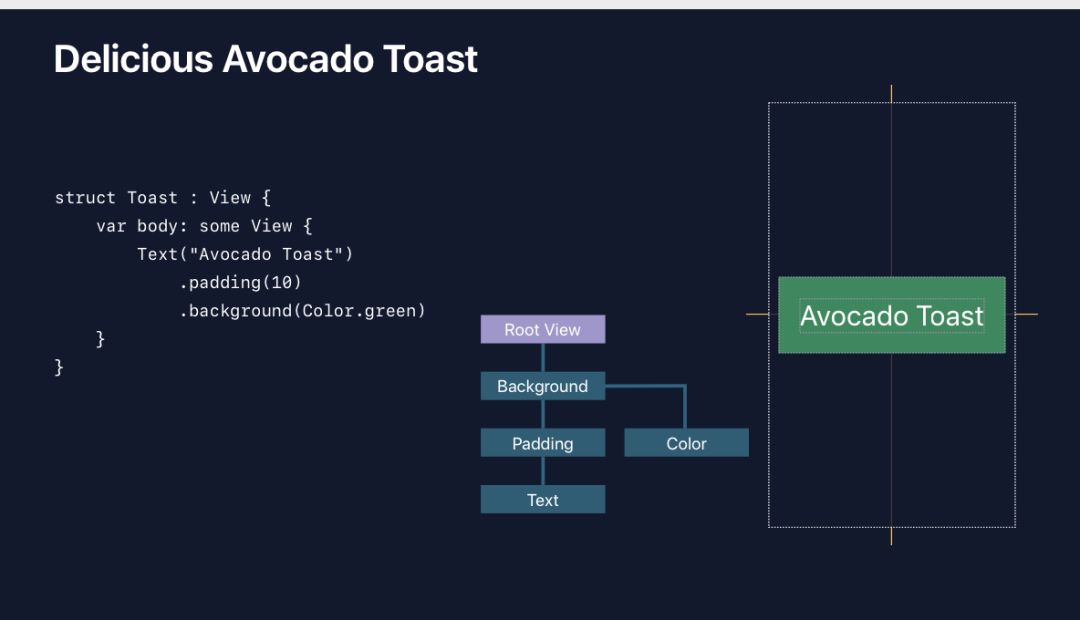 Delicious Avocado Toast
struct Toast : View {
    var body: some View {
        Text("Avocado Toast")
            .padding(10)
            .background(Color.green)
    }
}
Root View
Background
Padding
Color
Text
Avocado Toast